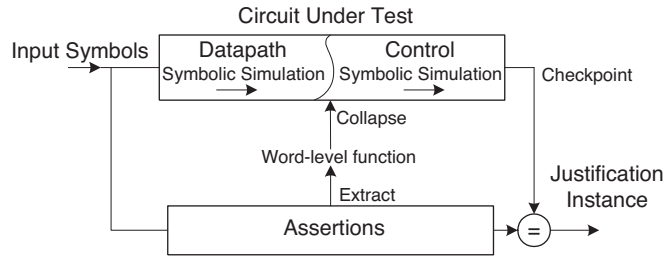 Circuit Under Test
Input Symbols
Datapath
Control
Symbolic Simulation
Symbolic Simulation
Checkpoint
Collapse
Word-level function
Extract
Justification
Instance
Assertions
=